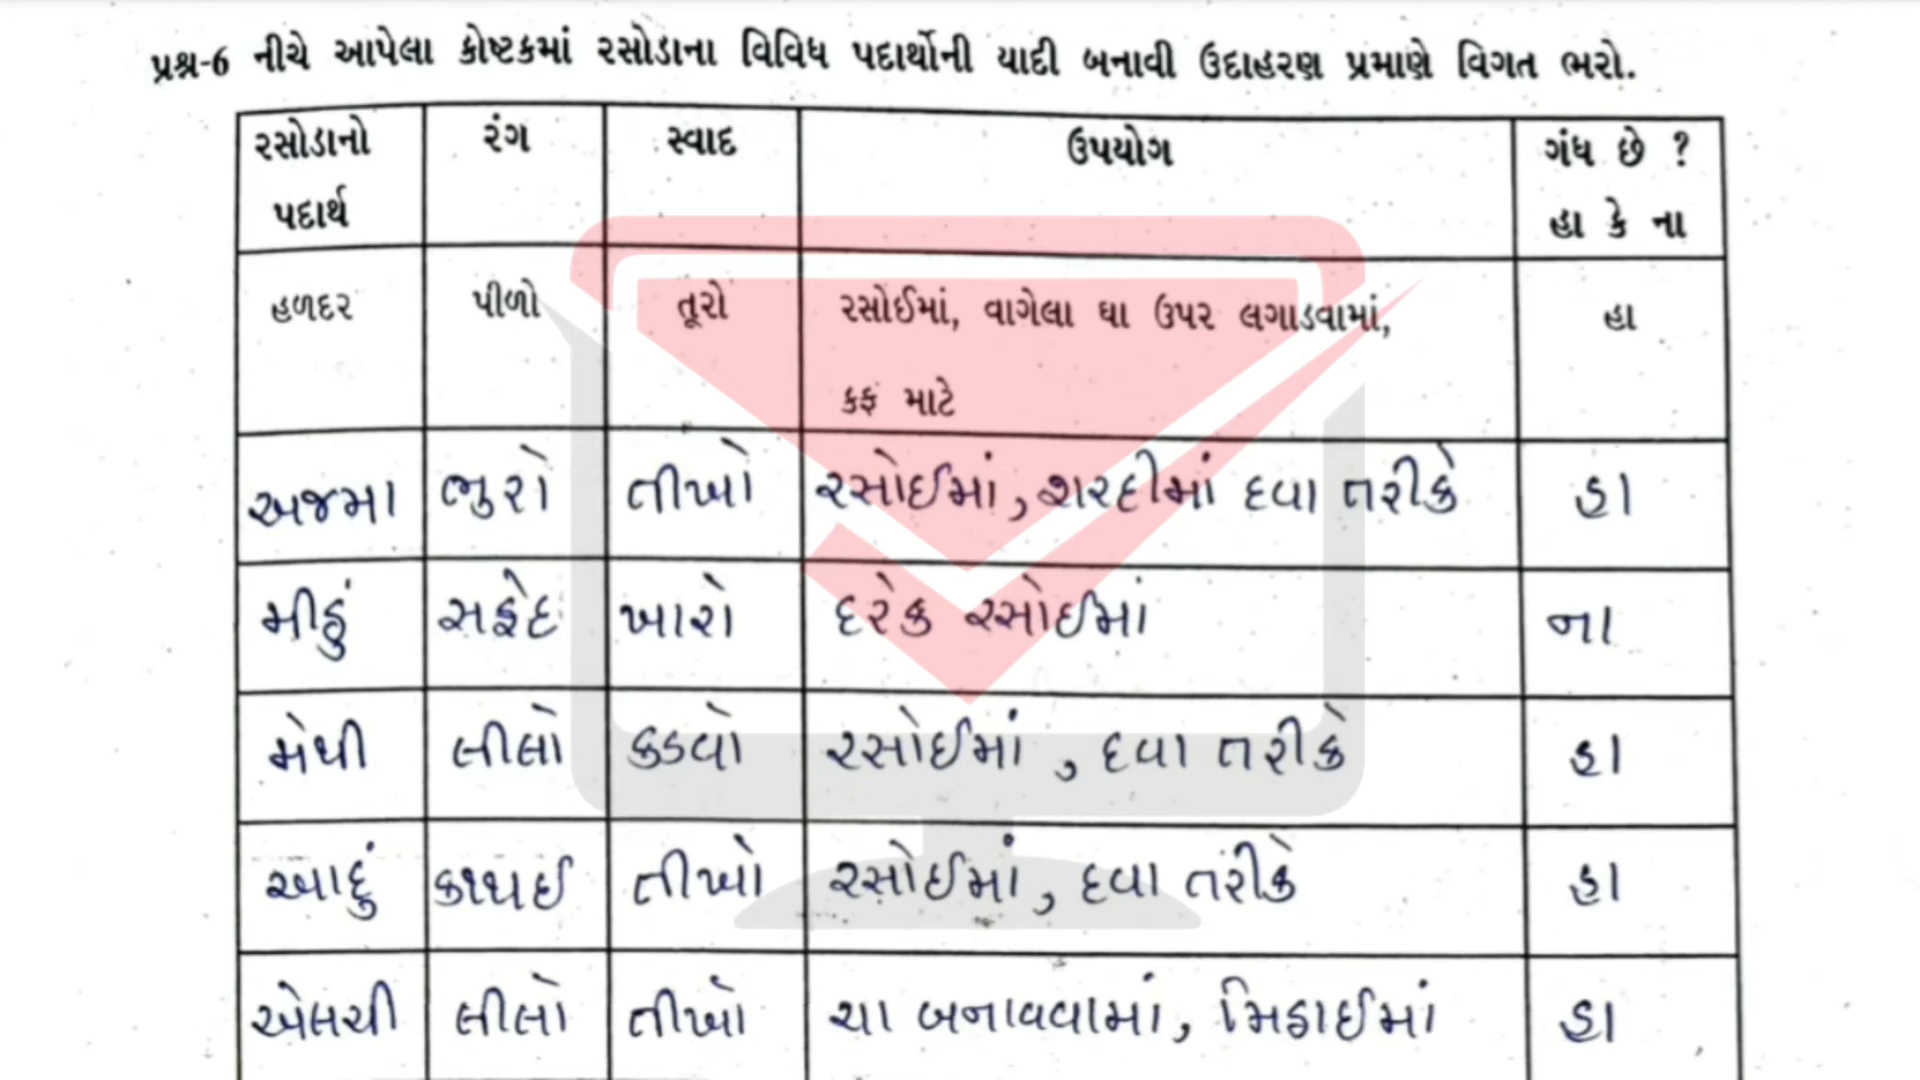 પ્રશ્ન-6 નીચે આપેલા કોષ્ટકમાં રસોડાના વિવિધ પદાર્થોની યાદી બનાવી ઉદાહરણ પ્રમાણે વિગત ભરો.
રસોડાનો પદાર્થ રંગ સ્વાદ ઉપયોગ ગંધ છે ? હા કે ના
હળદર પીળો તૂરો રસોઈમાં, વાગેલા ઘા ઉપર લગાડવામાં,
કફ માટે હા
અજમા ભુરો તીખો રસોઈમાં, શરદીમાં દવા તરીકે હા
મીઠું સફેદ ખારો દરેક રસોઈમાં ના
મેથી લીલો કડવો રસોઈમાં, દવા તરીકે હા
આદું કાથઈ તીખો રસોઈમાં, દવા તરીકે હા
એલચી લીલો તીખો ચા બનાવવામાં, મિઠાઈમાં હા